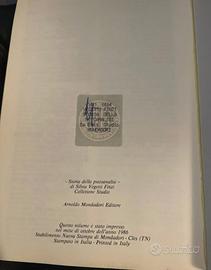 «Storia della psicoanalisi»
di Silvia Vegetti Finzi
Collezione Studio
Arnoldo Mondadori Editore
Questo volume è stato impresso
nel mese di ottobre dell'anno 1986
Stabilimento Nuova Stampa di Mondadori - Cles (TN)
Stampato in Italia - Printed in Italy